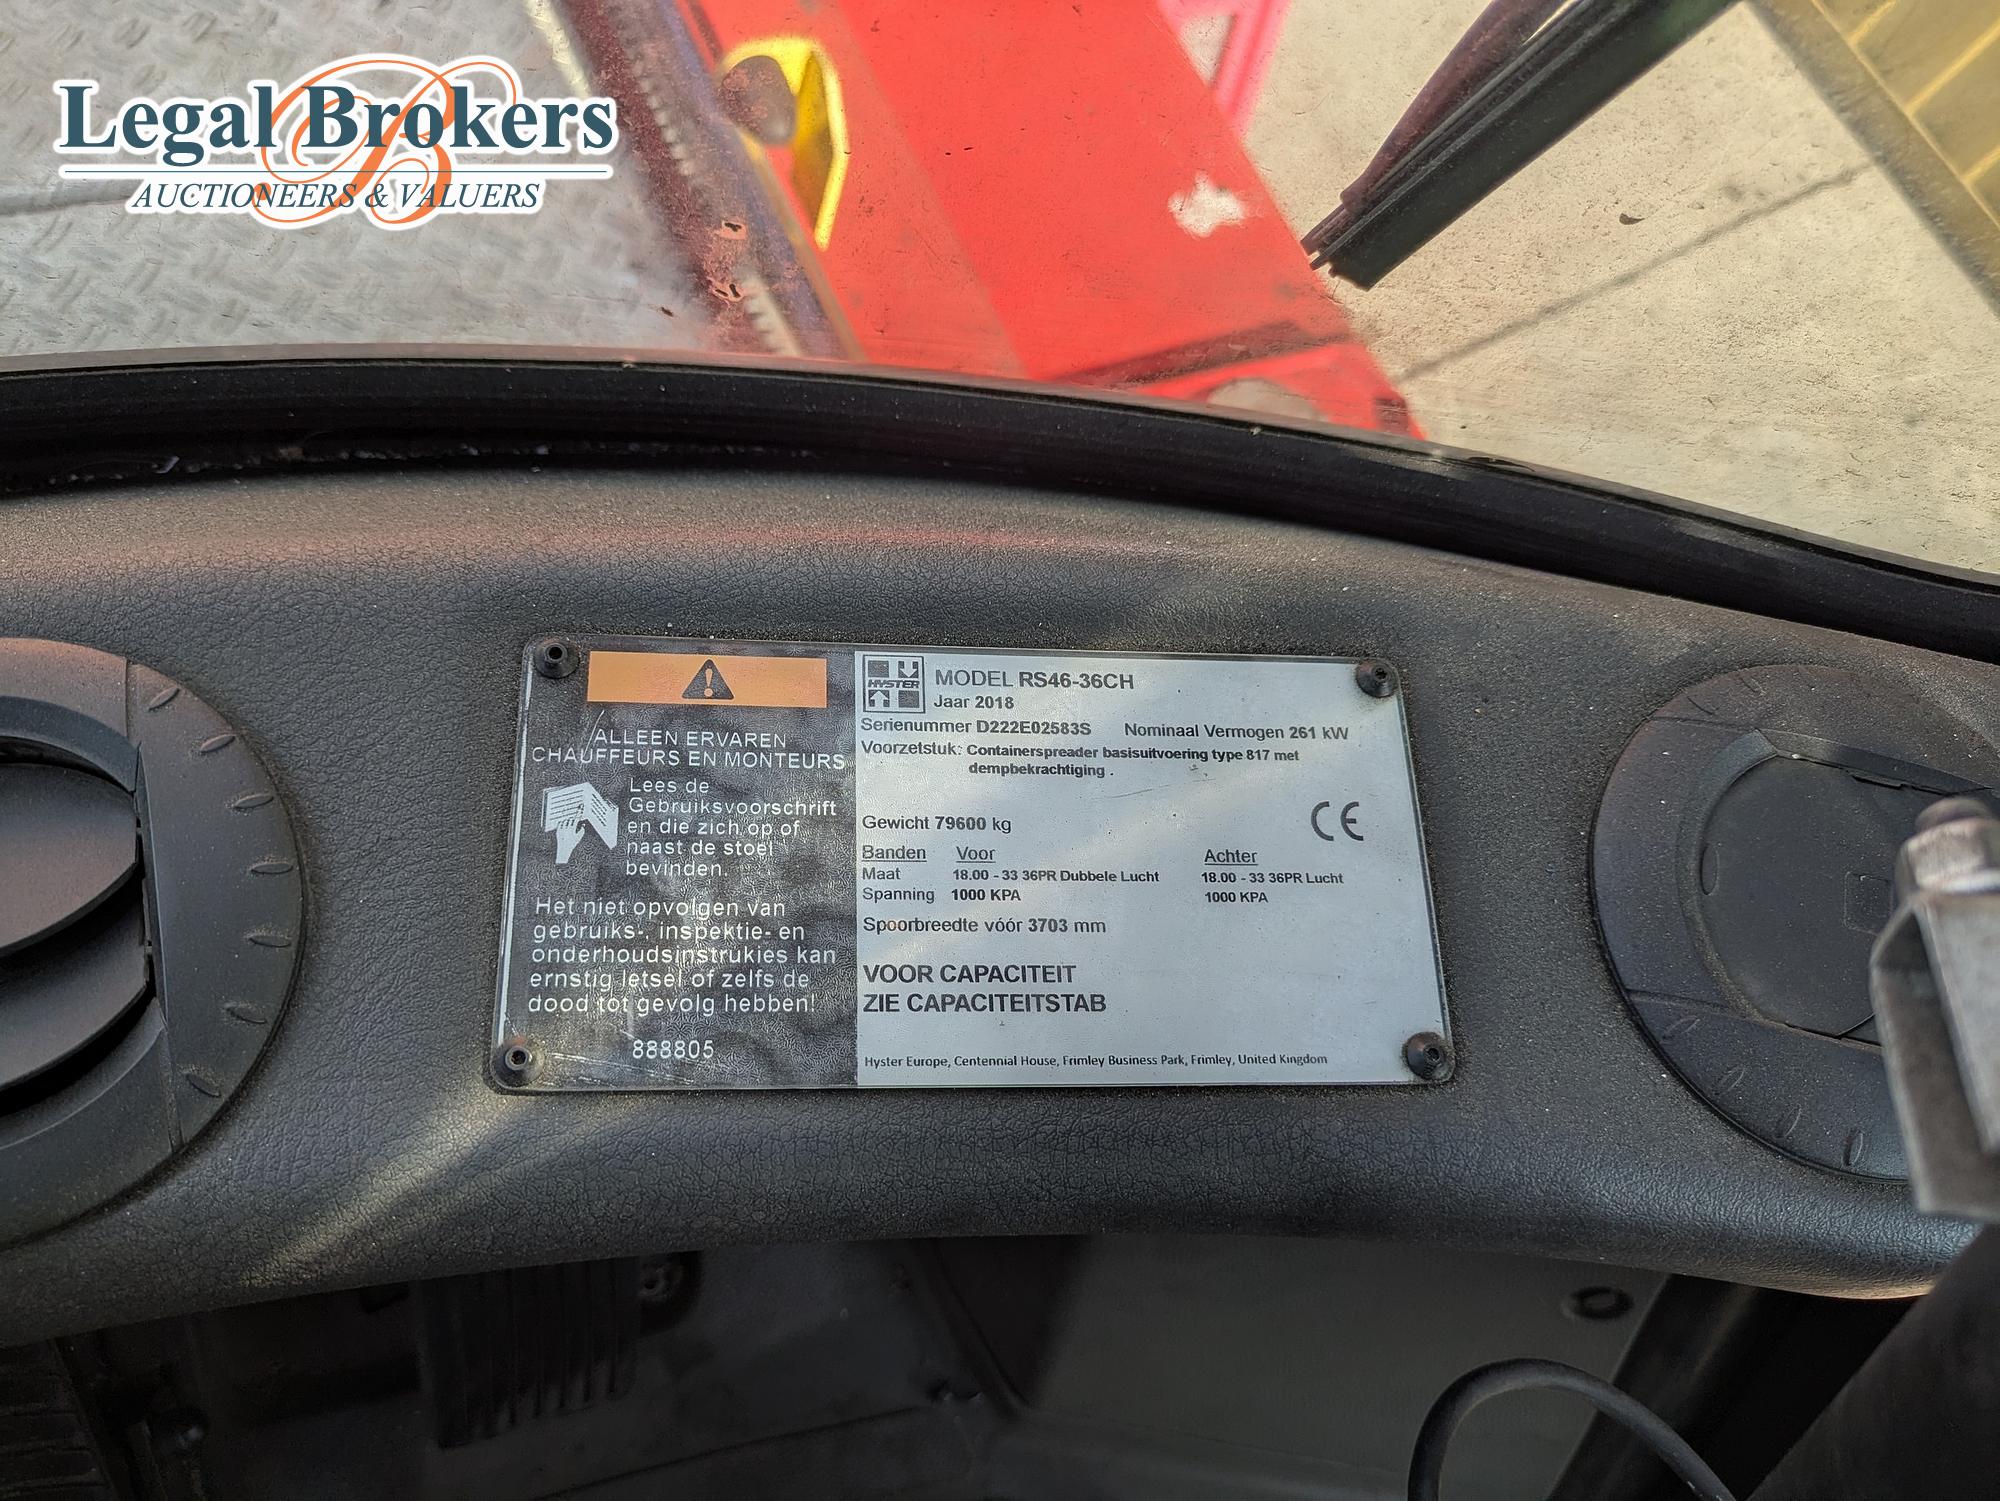 Legal Brokers
AUCTIONEERS & VALUERS
ALLEEN ERVAREN
CHAUFFEURS EN MONTEURS
Lees de
Gebruiksvoorschrift
en die zich op of
naast de stoel
bevinden.
Het niet opvolgen van
gebruiks-, inspektie- en
onderhoudsinstrukies kan
ernstig letsel of zelfs de
dood tot gevolg hebben!
888805
HYSTER
MODEL RS46-36CH
Jaar 2018
Serienummer D222E02583S Nominaal Vermogen 261 kW
Voorzetstuk: Containerspreader basisuitvoering type 817 met
dempbekrachtiging .
Gewicht 79600 kg
CE
Banden Voor Achter
Maat 18.00 - 33 36PR Dubbele Lucht 18.00 - 33 36PR Lucht
Spanning 1000 KPA 1000 KPA
Spoorbreedte vóór 3703 mm
VOOR CAPACITEIT
ZIE CAPACITEITSTAB
Hyster Europe, Centennial House, Frimley Business Park, Frimley, United Kingdom